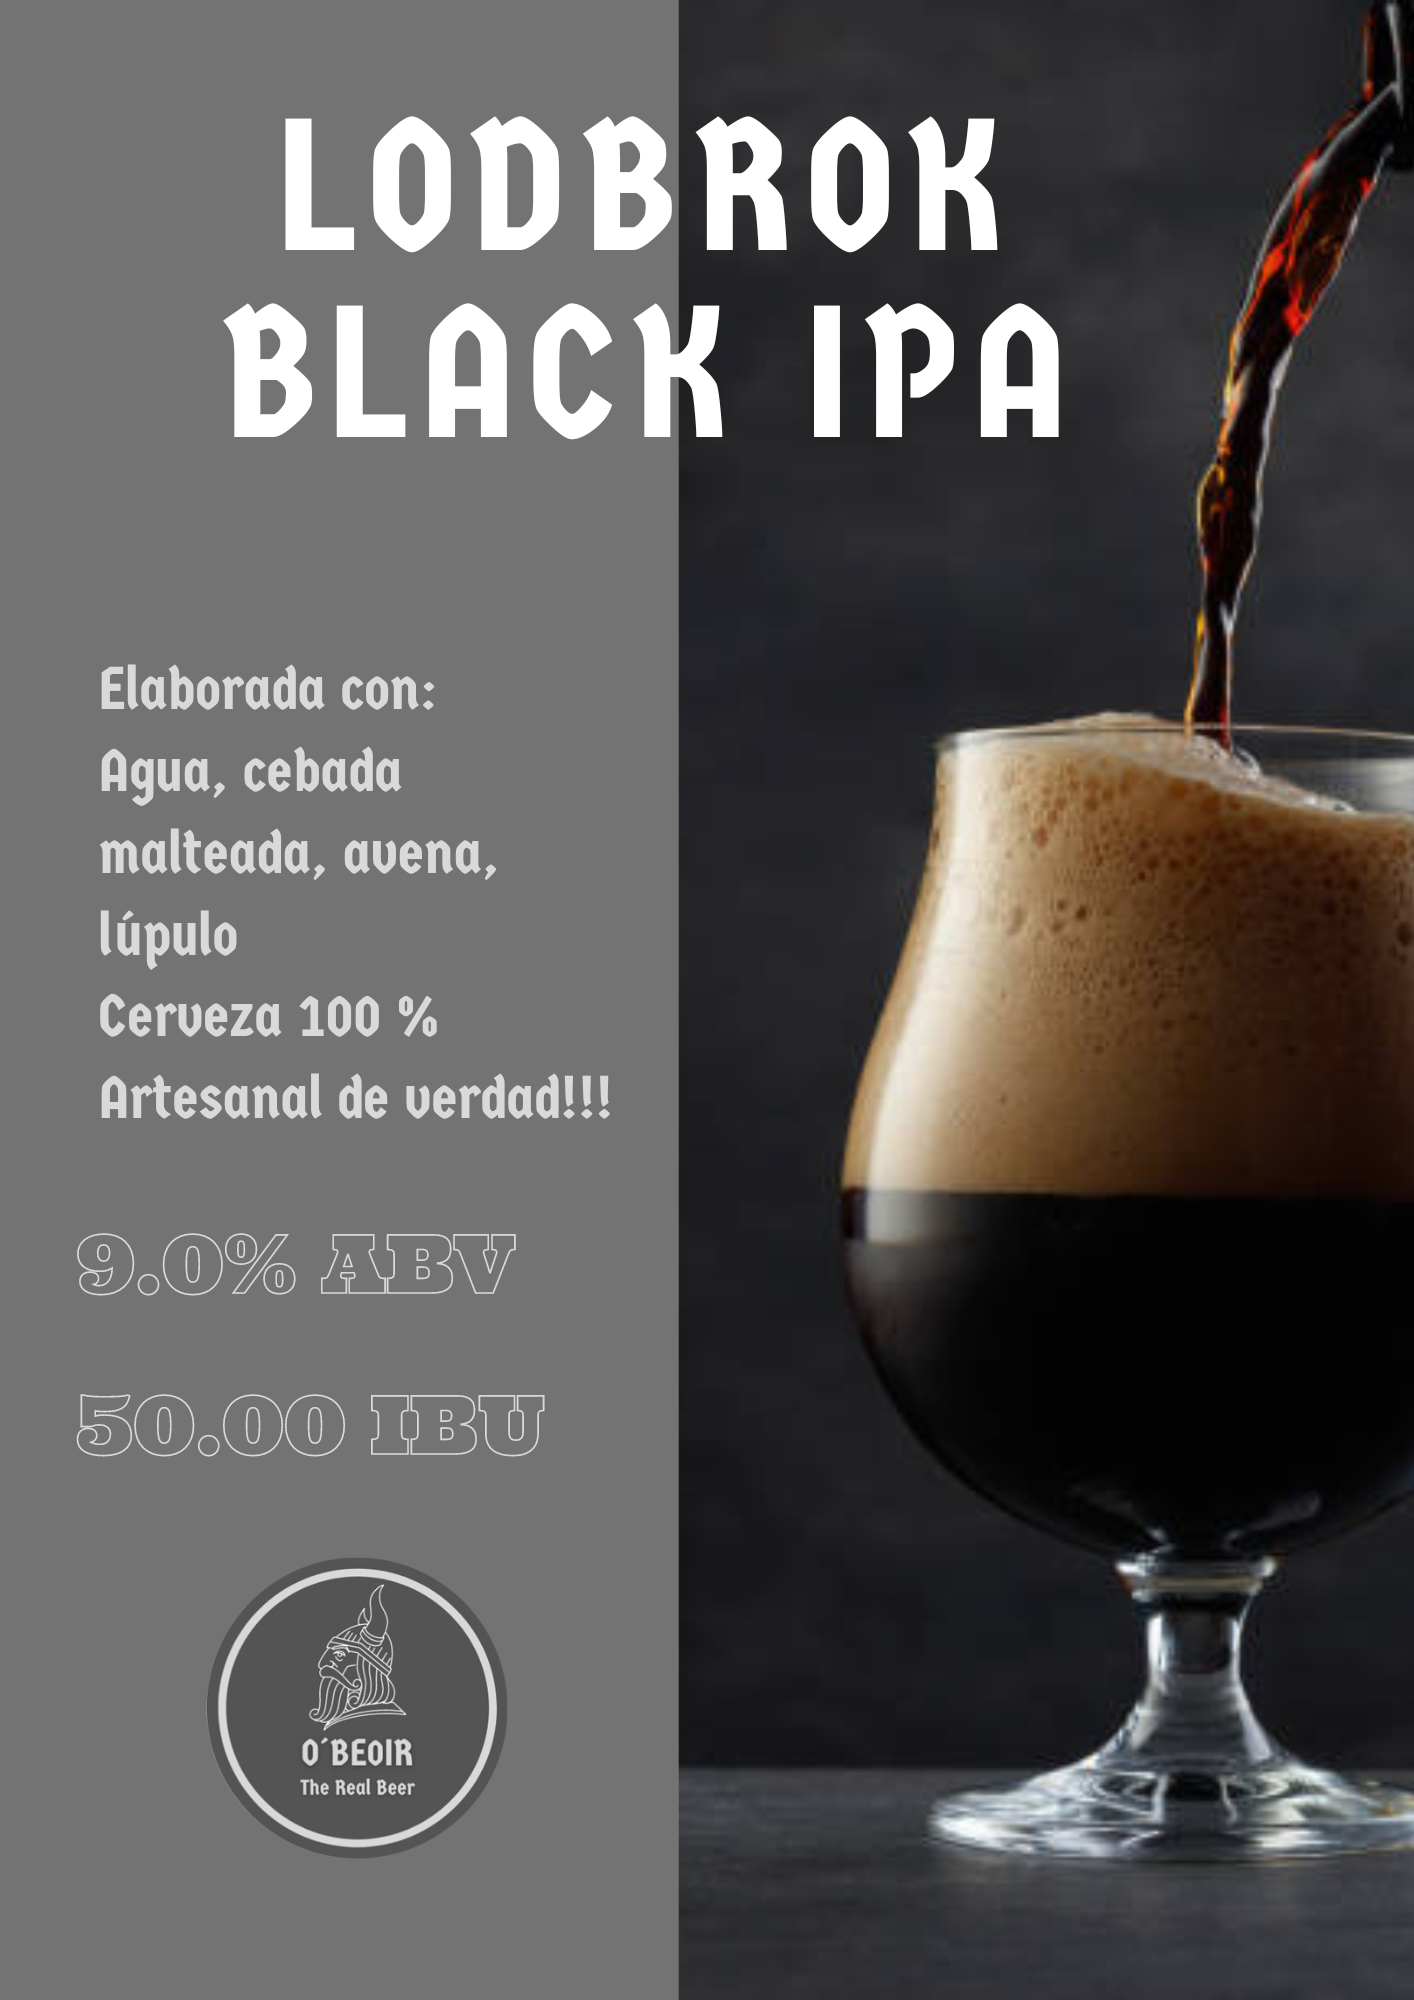 LODBROK
BLACK IPA
Elaborada con:
Agua, cebada
malteada, avena,
lúpulo
Cerveza 100 %
Artesanal de verdad!!!
9.0% ABV
50.00 IBU
O´BEOIR
The Real Beer